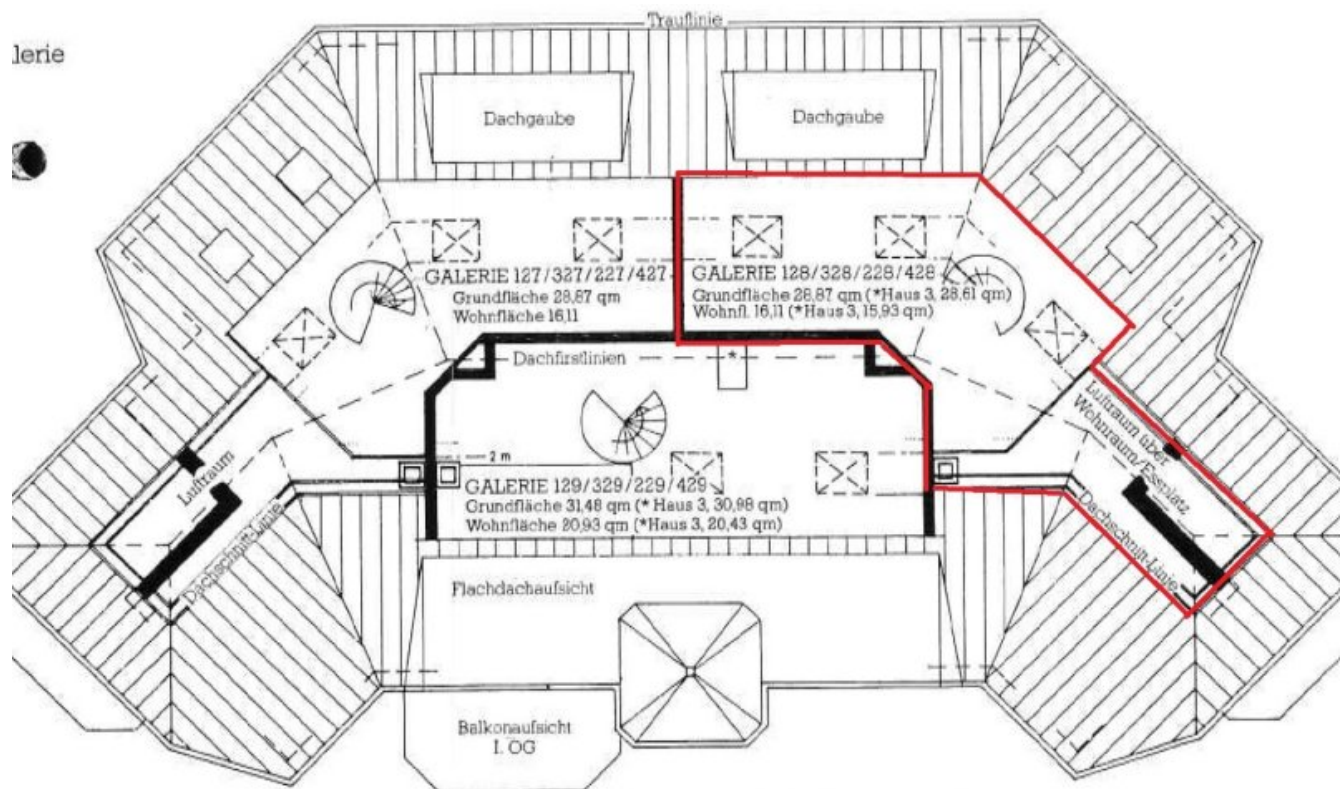 Trauflinie
lerie
Dachgaube
Dachgaube
GALERIE 127/327/227/427
Grundfläche 28,87 qm
Wohnfläche 16,11
GALERIE 128/328/228/428
Grundfläche 28,87 qm (*Haus 3, 28,61 qm)
Wohnfl. 16,11 (*Haus 3, 15,93 qm)
Dachfirstlinien
*
Luftraum
Luftraum über
Wohnraum/Essplatz
2 m
GALERIE 129/329/229/429
Grundfläche 31,48 qm (* Haus 3, 30,98 qm)
Wohnfläche 20,93 qm (*Haus 3, 20,43 qm)
Dachschnitt-Linie
Dachschnitt-Linie
Flachdachaufsicht
Balkonaufsicht
I. OG